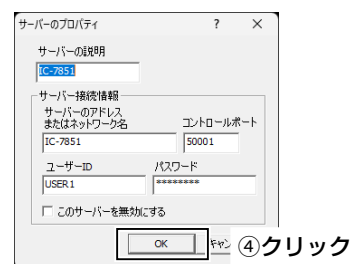 サーバーのプロパティ ? ×
サーバーの説明
IC-7851
サーバー接続情報
サーバーのアドレス
またはネットワーク名 コントロールポート
IC-7851 50001
ユーザーID パスワード
USER1 ********
このサーバーを無効にする
OK キャン ④クリック